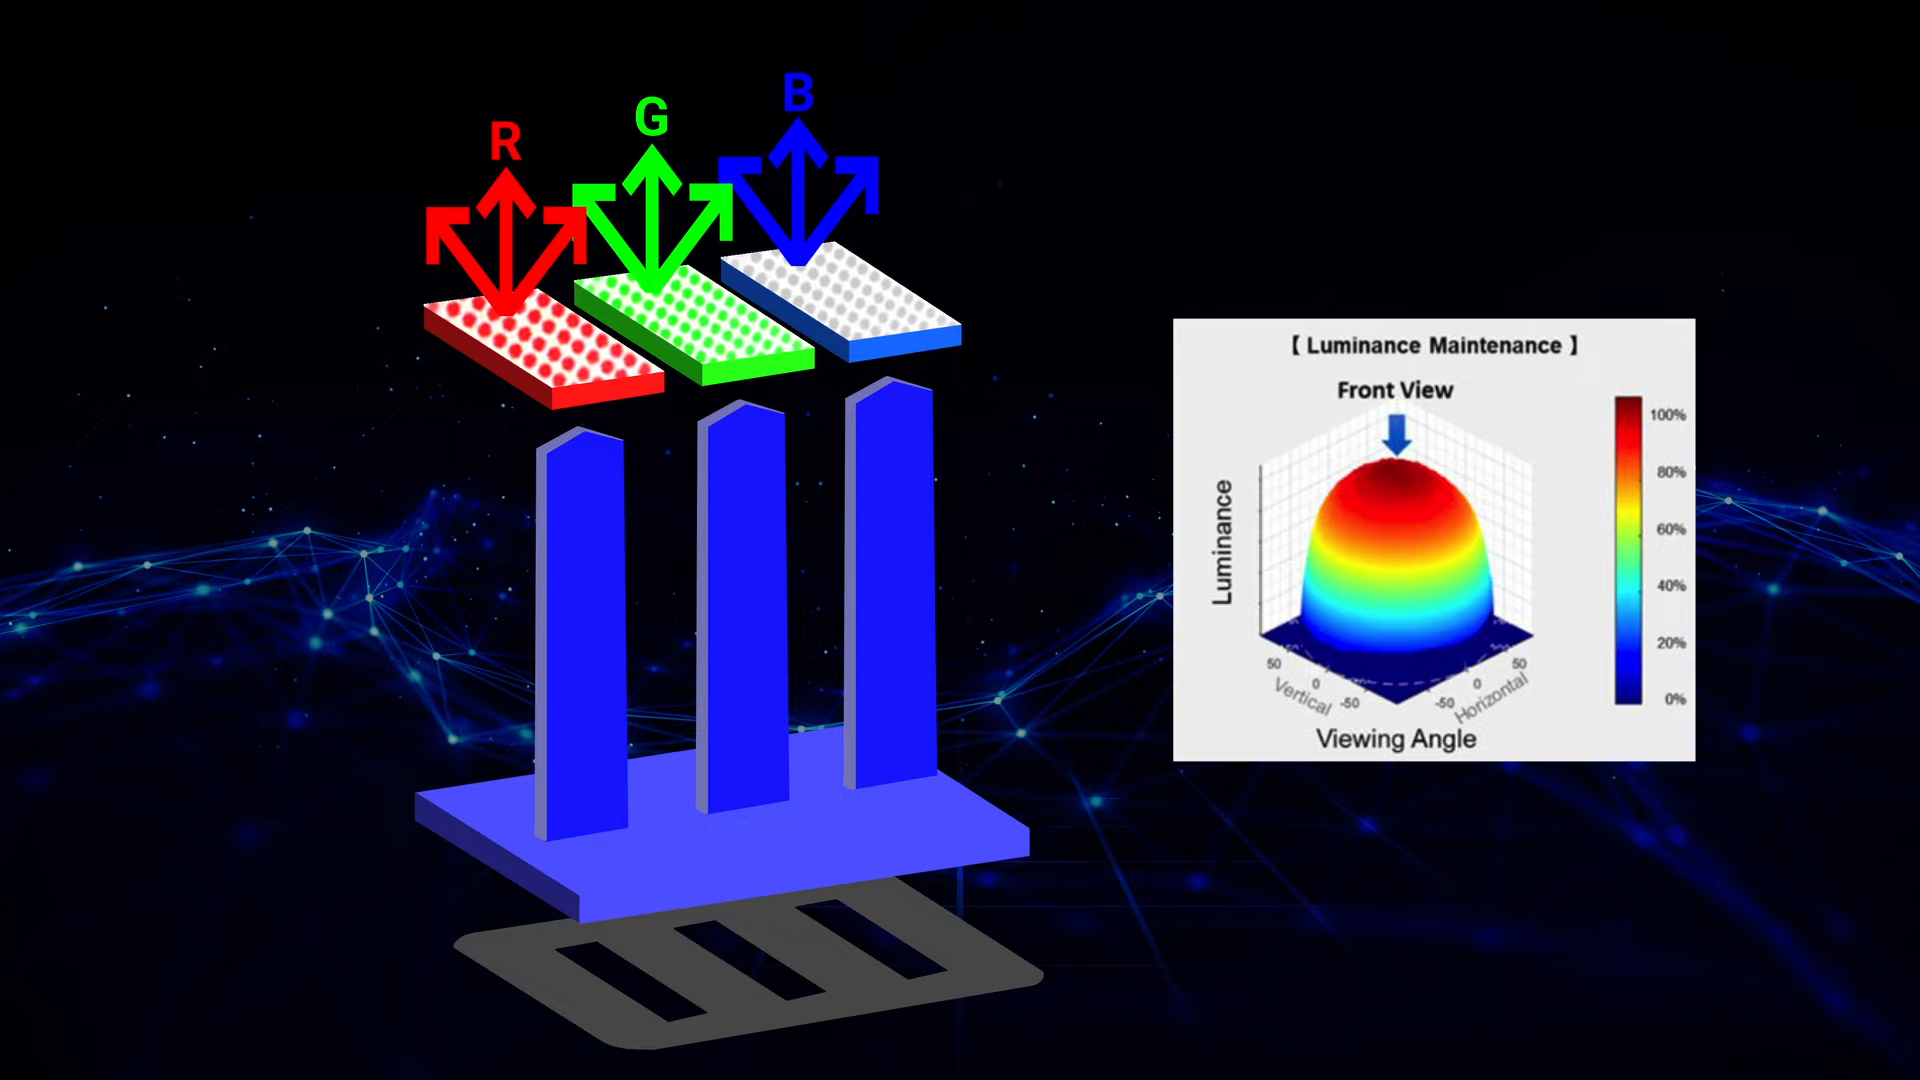 R
G
B
【 Luminance Maintenance 】
Front View
Luminance
100%
80%
60%
40%
20%
0%
50
0
-50
Vertical
50
0
-50
Horizontal
Viewing Angle